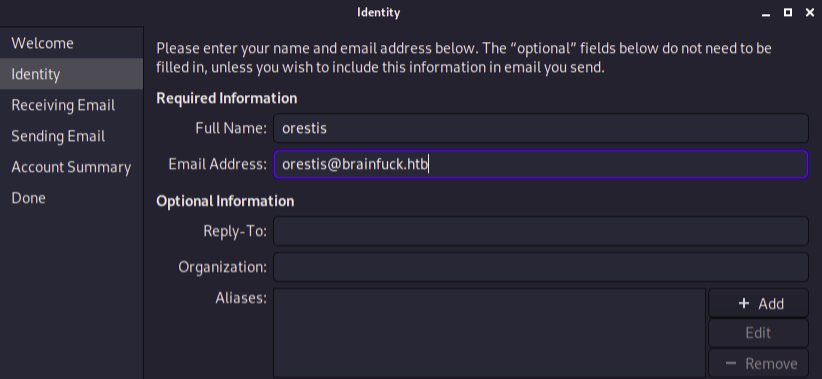 Identity
Welcome
Identity
Receiving Email
Sending Email
Account Summary
Done
Please enter your name and email address below. The “optional” fields below do not need to be
filled in, unless you wish to include this information in email you send.
Required Information
Full Name: orestis
Email Address: orestis@brainfuck.htb
Optional Information
Reply-To:
Organization:
Aliases:
+ Add
Edit
− Remove